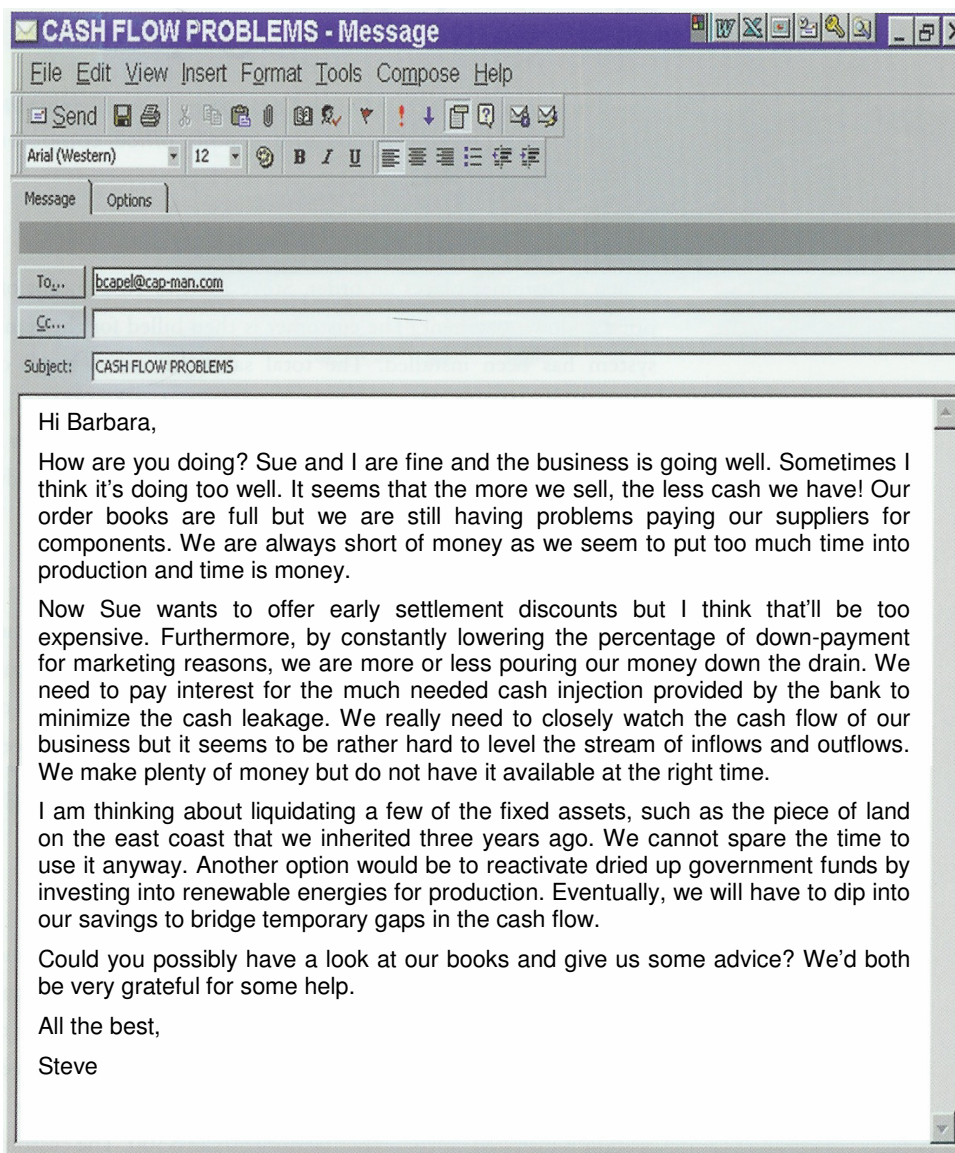 CASH FLOW PROBLEMS - Message
File Edit View Insert Format Tools Compose Help
Send
Arial (Western) 12 B I U
Message Options
To... bcapel@cap-man.com
Cc...
Subject: CASH FLOW PROBLEMS
Hi Barbara,
How are you doing? Sue and I are fine and the business is going well. Sometimes I
think it's doing too well. It seems that the more we sell, the less cash we have! Our
order books are full but we are still having problems paying our suppliers for
components. We are always short of money as we seem to put too much time into
production and time is money.
Now Sue wants to offer early settlement discounts but I think that'll be too
expensive. Furthermore, by constantly lowering the percentage of down-payment
for marketing reasons, we are more or less pouring our money down the drain. We
need to pay interest for the much needed cash injection provided by the bank to
minimize the cash leakage. We really need to closely watch the cash flow of our
business but it seems to be rather hard to level the stream of inflows and outflows.
We make plenty of money but do not have it available at the right time.
I am thinking about liquidating a few of the fixed assets, such as the piece of land
on the east coast that we inherited three years ago. We cannot spare the time to
use it anyway. Another option would be to reactivate dried up government funds by
investing into renewable energies for production. Eventually, we will have to dip into
our savings to bridge temporary gaps in the cash flow.
Could you possibly have a look at our books and give us some advice? We'd both
be very grateful for some help.
All the best,
Steve